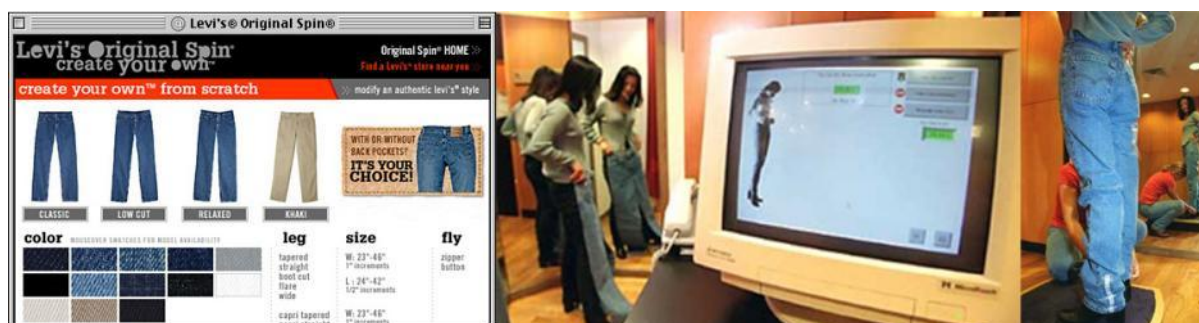 Levi's® Original Spin®
Levi's® Original Spin®
create your own™
Original Spin® HOME
Find a Levi's® store near you
create your own™ from scratch
modify an authentic levi's® style
WITH OR WITHOUT
BACK POCKETS?
IT'S YOUR
CHOICE!
CLASSIC
LOW CUT
RELAXED
KHAKI
color MOUSEOVER SWATCHES FOR MODEL AVAILABILITY
leg
tapered
straight
boot cut
flare
wide
capri tapered
size
W: 23"-46"
1" increments
L: 24"-42"
1/2" increments
W: 23"-46"
fly
zipper
button